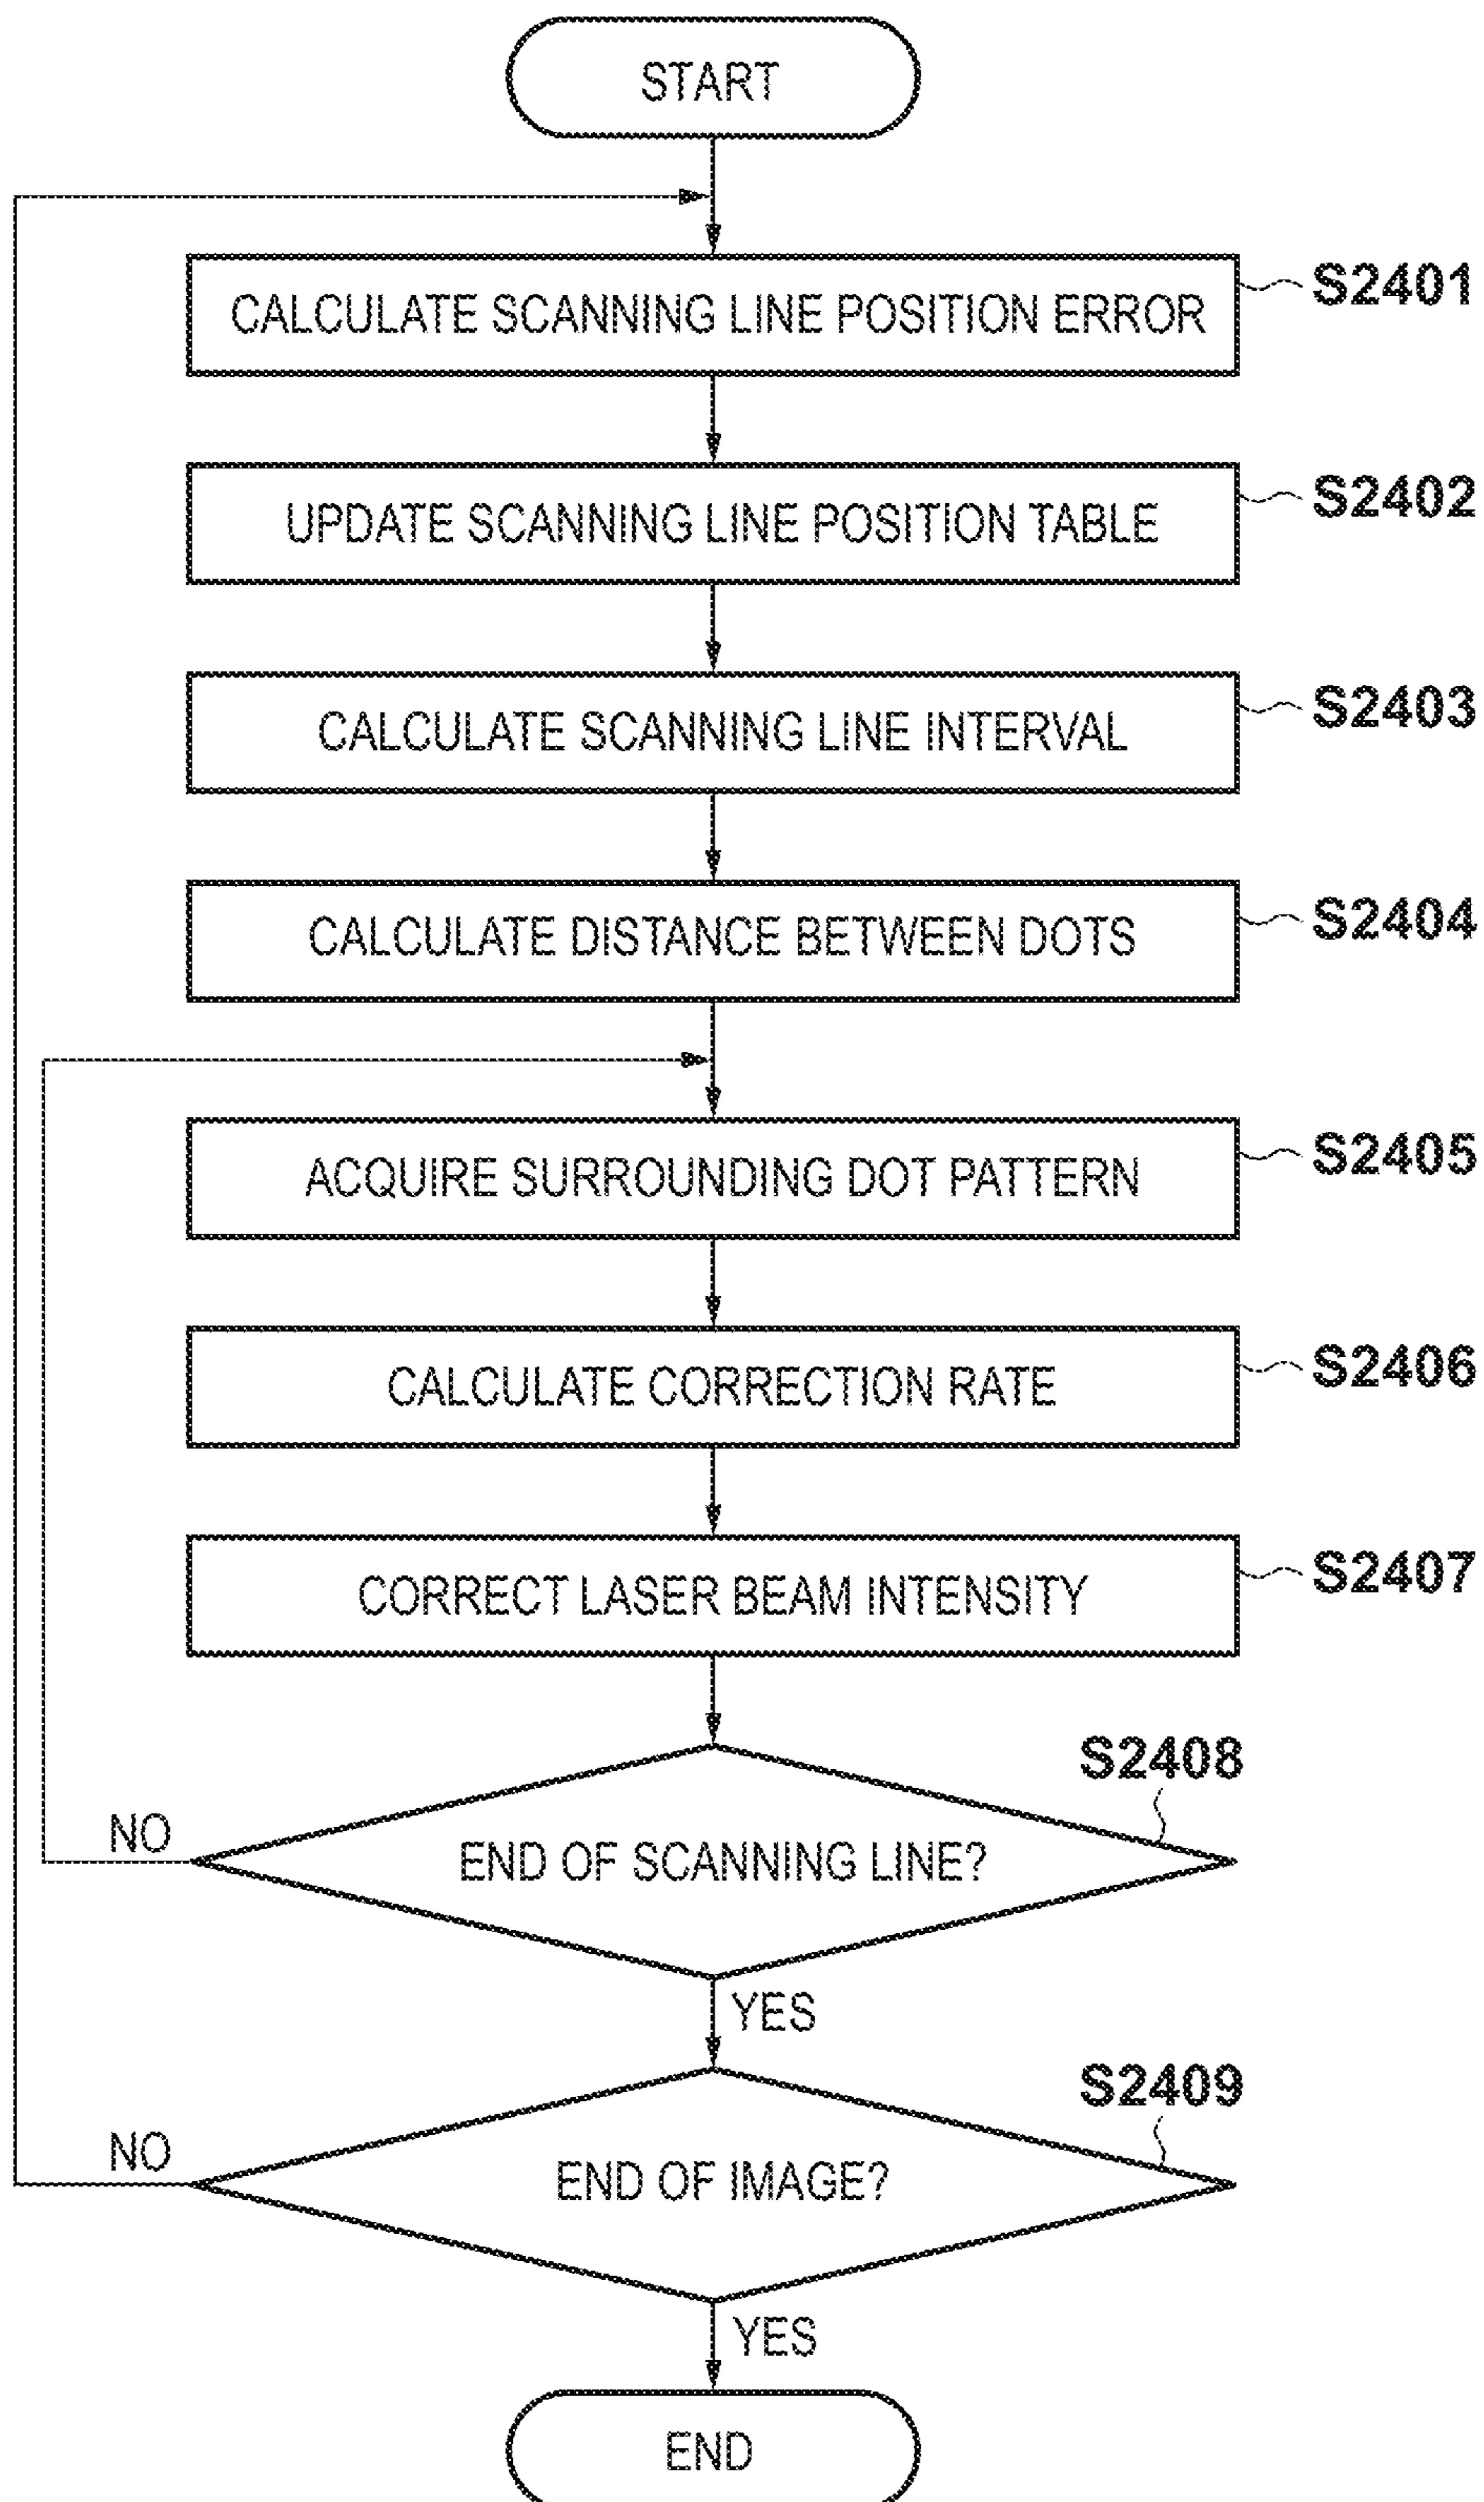 START
CALCULATE SCANNING LINE POSITION ERROR
S2401
UPDATE SCANNING LINE POSITION TABLE
S2402
CALCULATE SCANNING LINE INTERVAL
S2403
CALCULATE DISTANCE BETWEEN DOTS
S2404
ACQUIRE SURROUNDING DOT PATTERN
S2405
CALCULATE CORRECTION RATE
S2406
CORRECT LASER BEAM INTENSITY
S2407
S2408
NO
END OF SCANNING LINE?
YES
S2409
NO
END OF IMAGE?
YES
END